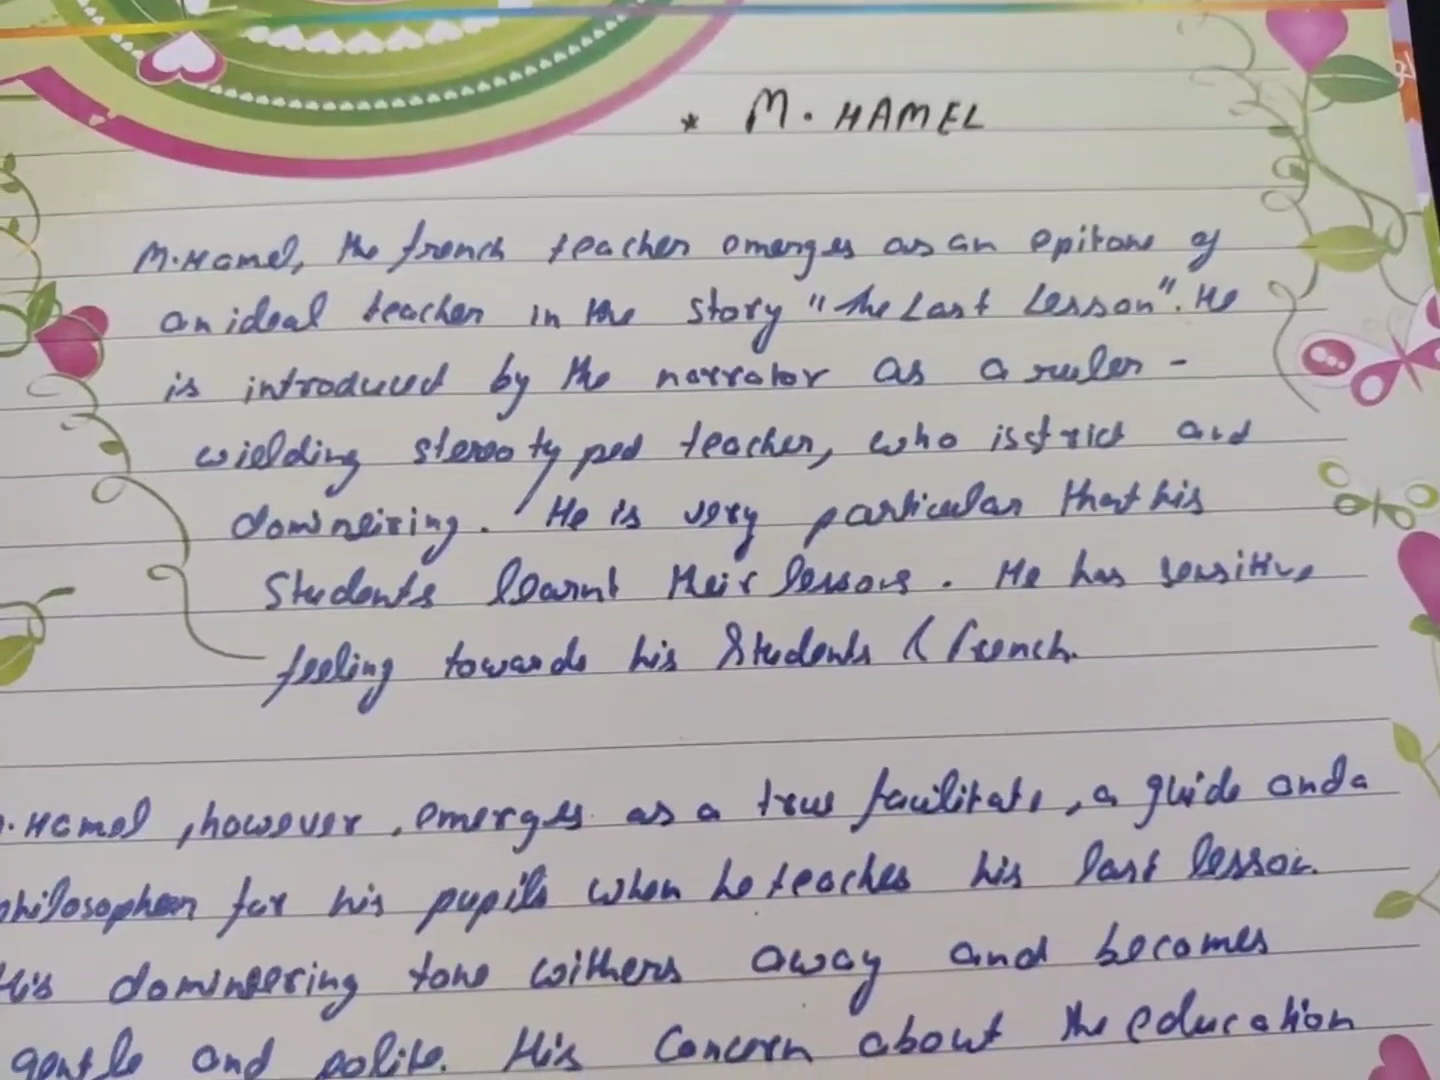 * M. HAMEL
M. Hamel, the french teacher emerges as an epitome of
an ideal teacher in the story "the Last Lesson". He
is introduced by the narrator as a ruler -
wielding stereotyped teacher, who is strict and
domineiring. He is very particular that his
Students learnt their lessons. He has sensitive
feeling towards his Students & french.
. Hamel, however, emerges as a true facilitate, a guide and a
philosopher for his pupils when he teaches his last lesson.
His domineering tone withers away and becomes
gentle and polite. His Concern about the education